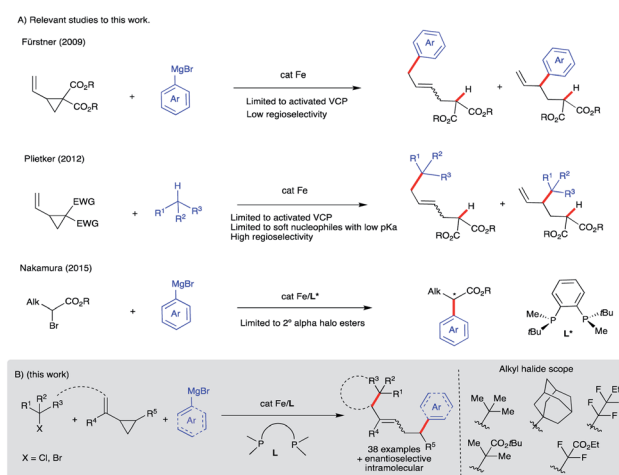 A) Relevant studies to this work.
Fürstner (2009)
CO₂R
CO₂R
+
MgBr
Ar
cat Fe
Limited to activated VCP
Low regioselectivity
Ar
H
RO₂C CO₂R
+
Ar
H
RO₂C CO₂R
Plietker (2012)
EWG
EWG
+
H
R¹ R² R³
cat Fe
Limited to activated VCP
Limited to soft nucleophiles with low pKa
High regioselectivity
R¹ R²
R³
H
RO₂C CO₂R
+
R¹ R²
R³
H
RO₂C CO₂R
Nakamura (2015)
Alk CO₂R
Br
+
MgBr
Ar
cat Fe/L*
Limited to 2º alpha halo esters
Alk * CO₂R
Ar
Me P P tBu
tBu Me
L*
B) (this work)
R¹ R² R³
X
X = Cl, Br
+
R⁴ R⁵
+
MgBr
Ar
cat Fe/L
P P
L
R³ R²
R¹
R⁴
Ar
R⁵
38 examples
+ enantioselective
intramolecular
Alkyl halide scope
Me
Me
Me
F F
F
F F
Me CO₂tBu
Me
F CO₂Et
F